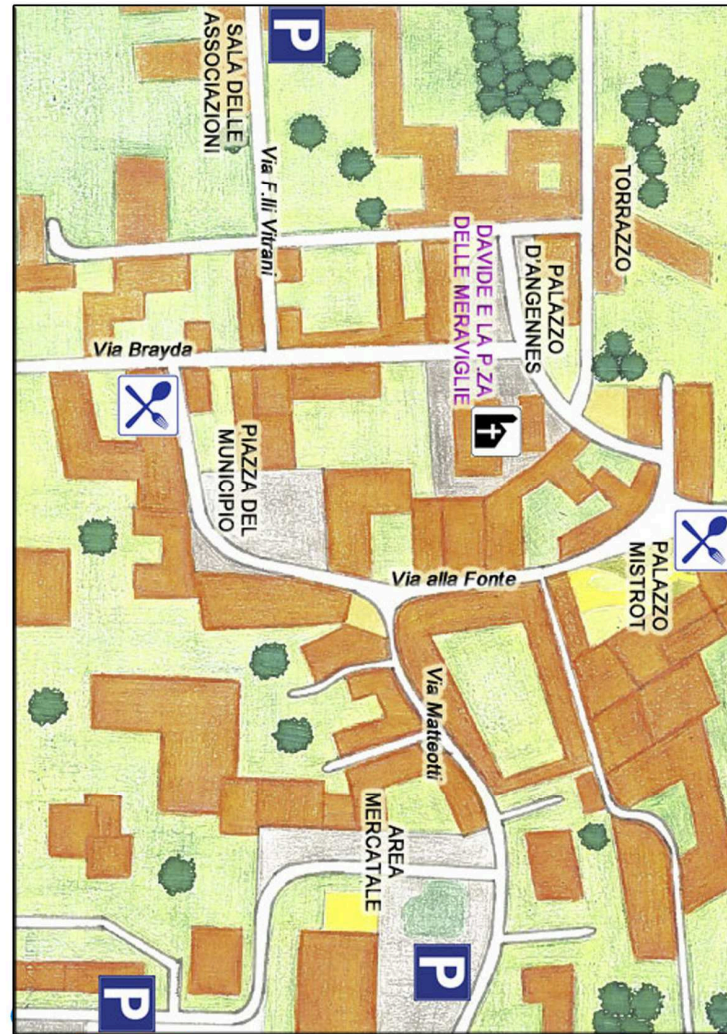 P
SALA DELLE
ASSOCIAZIONI
Via F.lli Vitrani
TORRAZZO
PALAZZO
D'ANGENNES
DAVIDE E LA P.ZA
DELLE MERAVIGLIE
Via Brayda
PIAZZA DEL
MUNICIPIO
PALAZZO
MISTROT
Via alla Fonte
Via Matteotti
AREA
MERCATALE
P
P